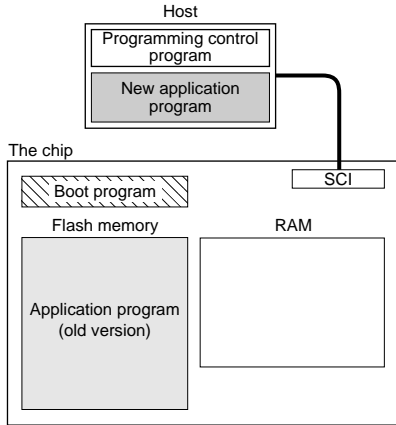 Host
Programming control
program
New application
program
The chip
SCI
Boot program
Flash memory
RAM
Application program
(old version)